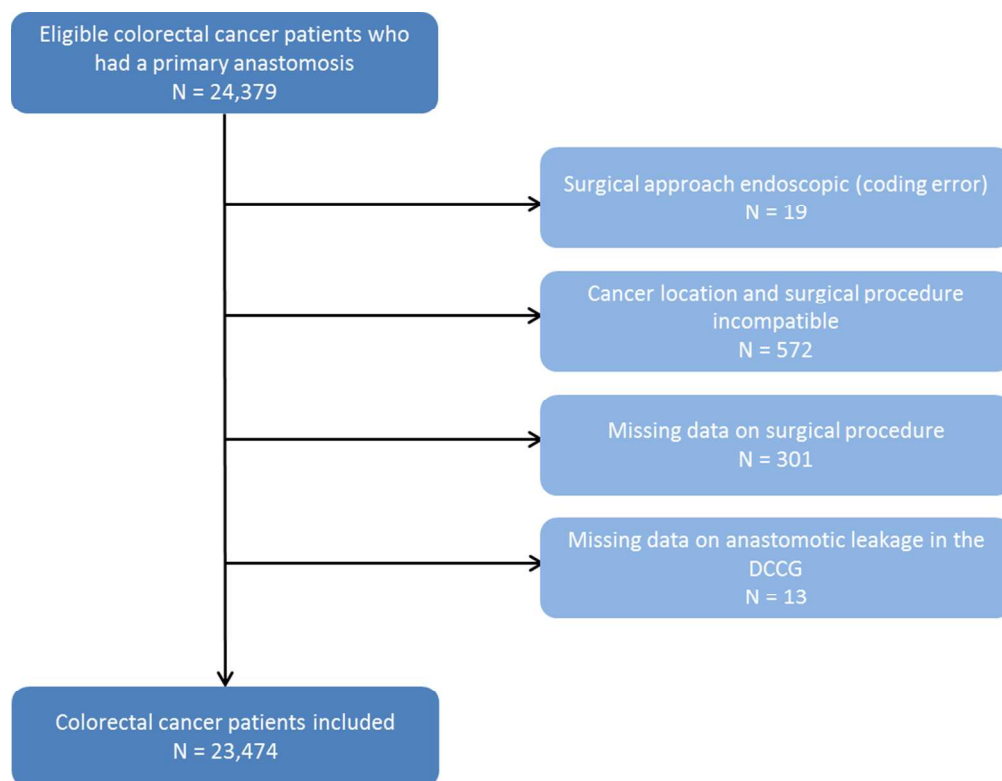 Eligible colorectal cancer patients who
had a primary anastomosis
N = 24,379
Surgical approach endoscopic (coding error)
N = 19
Cancer location and surgical procedure
incompatible
N = 572
Missing data on surgical procedure
N = 301
Missing data on anastomotic leakage in the
DCCG
N = 13
Colorectal cancer patients included
N = 23,474